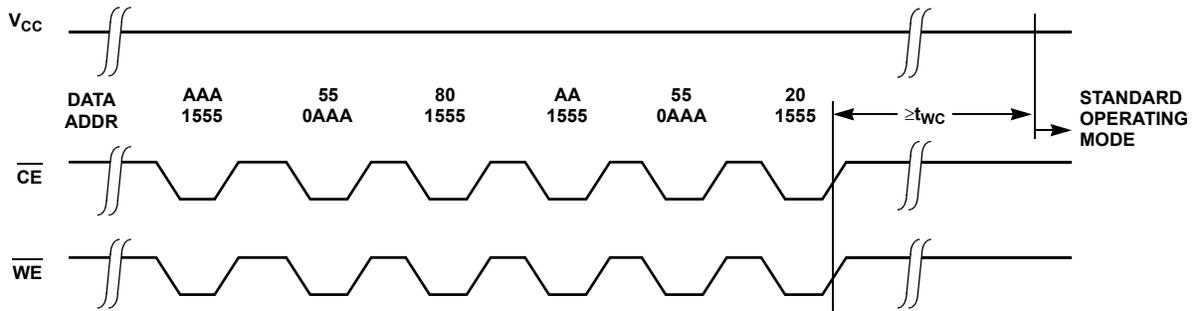 VCC
DATA AAA 55 80 AA 55 20
ADDR 1555 0AAA 1555 1555 0AAA 1555
≥tWC
STANDARD
OPERATING
MODE
CE
WE